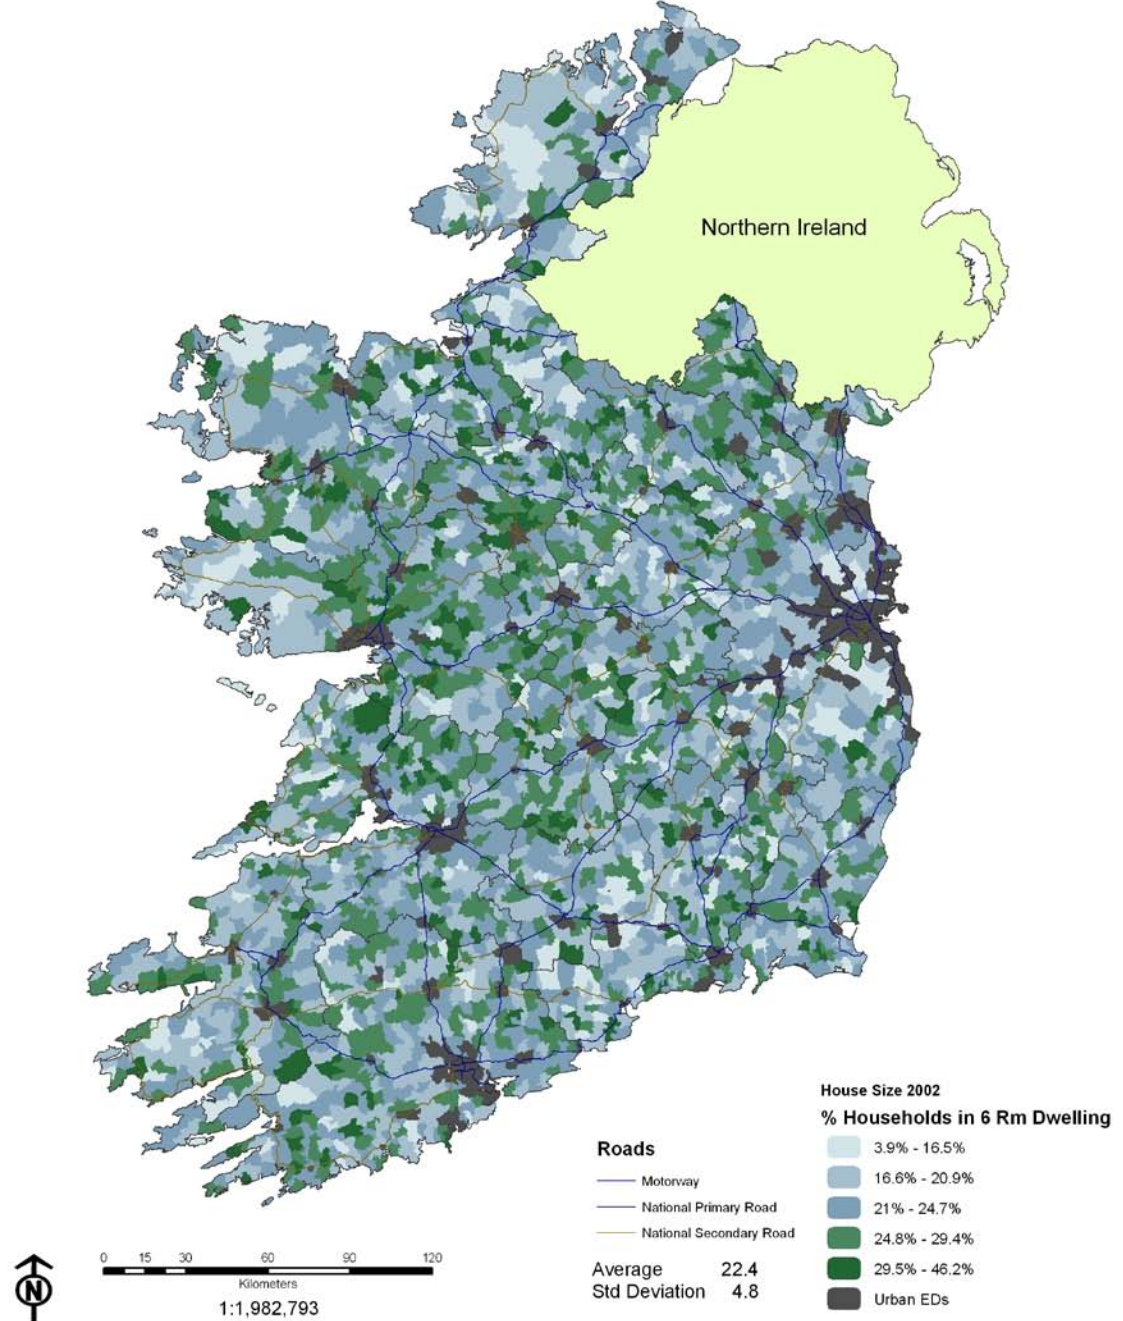 Northern Ireland
House Size 2002
% Households in 6 Rm Dwelling
3.9% - 16.5%
16.6% - 20.9%
21% - 24.7%
24.8% - 29.4%
29.5% - 46.2%
Urban EDs
Roads
Motorway
National Primary Road
National Secondary Road
Average 22.4
Std Deviation 4.8
0 15 30 60 90 120
Kilometers
1:1,982,793
N